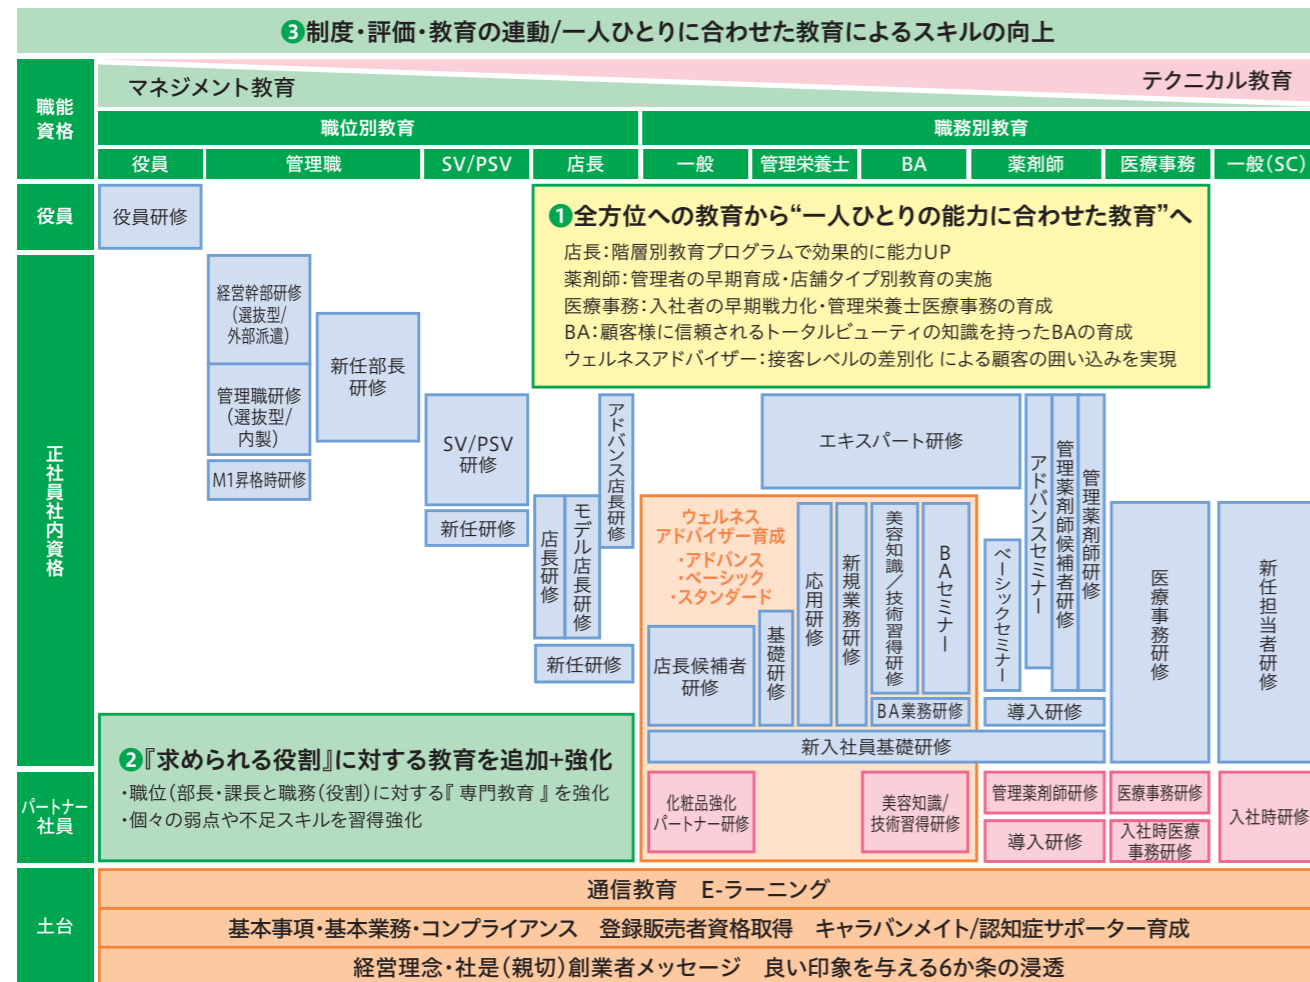 ❸制度・評価・教育の連動/一人ひとりに合わせた教育によるスキルの向上
職能
資格
マネジメント教育
テクニカル教育
職位別教育
職務別教育
役員
管理職
SV/PSV
店長
一般
管理栄養士
BA
薬剤師
医療事務
一般(SC)
役員
役員研修
❶全方位への教育から“一人ひとりの能力に合わせた教育”へ
店長:階層別教育プログラムで効果的に能力UP
薬剤師:管理者の早期育成・店舗タイプ別教育の実施
医療事務:入社者の早期戦力化・管理栄養士医療事務の育成
BA:顧客様に信頼されるトータルビューティの知識を持ったBAの育成
ウェルネスアドバイザー:接客レベルの差別化 による顧客の囲い込みを実現
正社員社内資格
経営幹部研修
(選抜型/
外部派遣)
管理職研修
(選抜型/
内製)
M1昇格時研修
新任部長
研修
SV/PSV
研修
新任研修
店長研修
モデル店長研修
アドバンス店長研修
新任研修
ウェルネス
アドバイザー育成
・アドバンス
・ベーシック
・スタンダード
店長候補者
研修
基礎研修
応用研修
新規業務研修
エキスパート研修
美容知識/技術習得研修
BAセミナー
BA業務研修
ベーシックセミナー
アドバンスセミナー
管理薬剤師候補者研修
管理薬剤師研修
導入研修
医療事務研修
新任担当者研修
新入社員基礎研修
❷『求められる役割』に対する教育を追加+強化
・職位(部長・課長と職務(役割)に対する『 専門教育 』を強化
・個々の弱点や不足スキルを習得強化
パートナー
社員
化粧品強化
パートナー研修
美容知識/
技術習得研修
管理薬剤師研修
導入研修
医療事務研修
入社時医療
事務研修
入社時研修
土台
通信教育 E-ラーニング
基本事項・基本業務・コンプライアンス 登録販売者資格取得 キャラバンメイト/認知症サポーター育成
経営理念・社是(親切)創業者メッセージ 良い印象を与える6か条の浸透